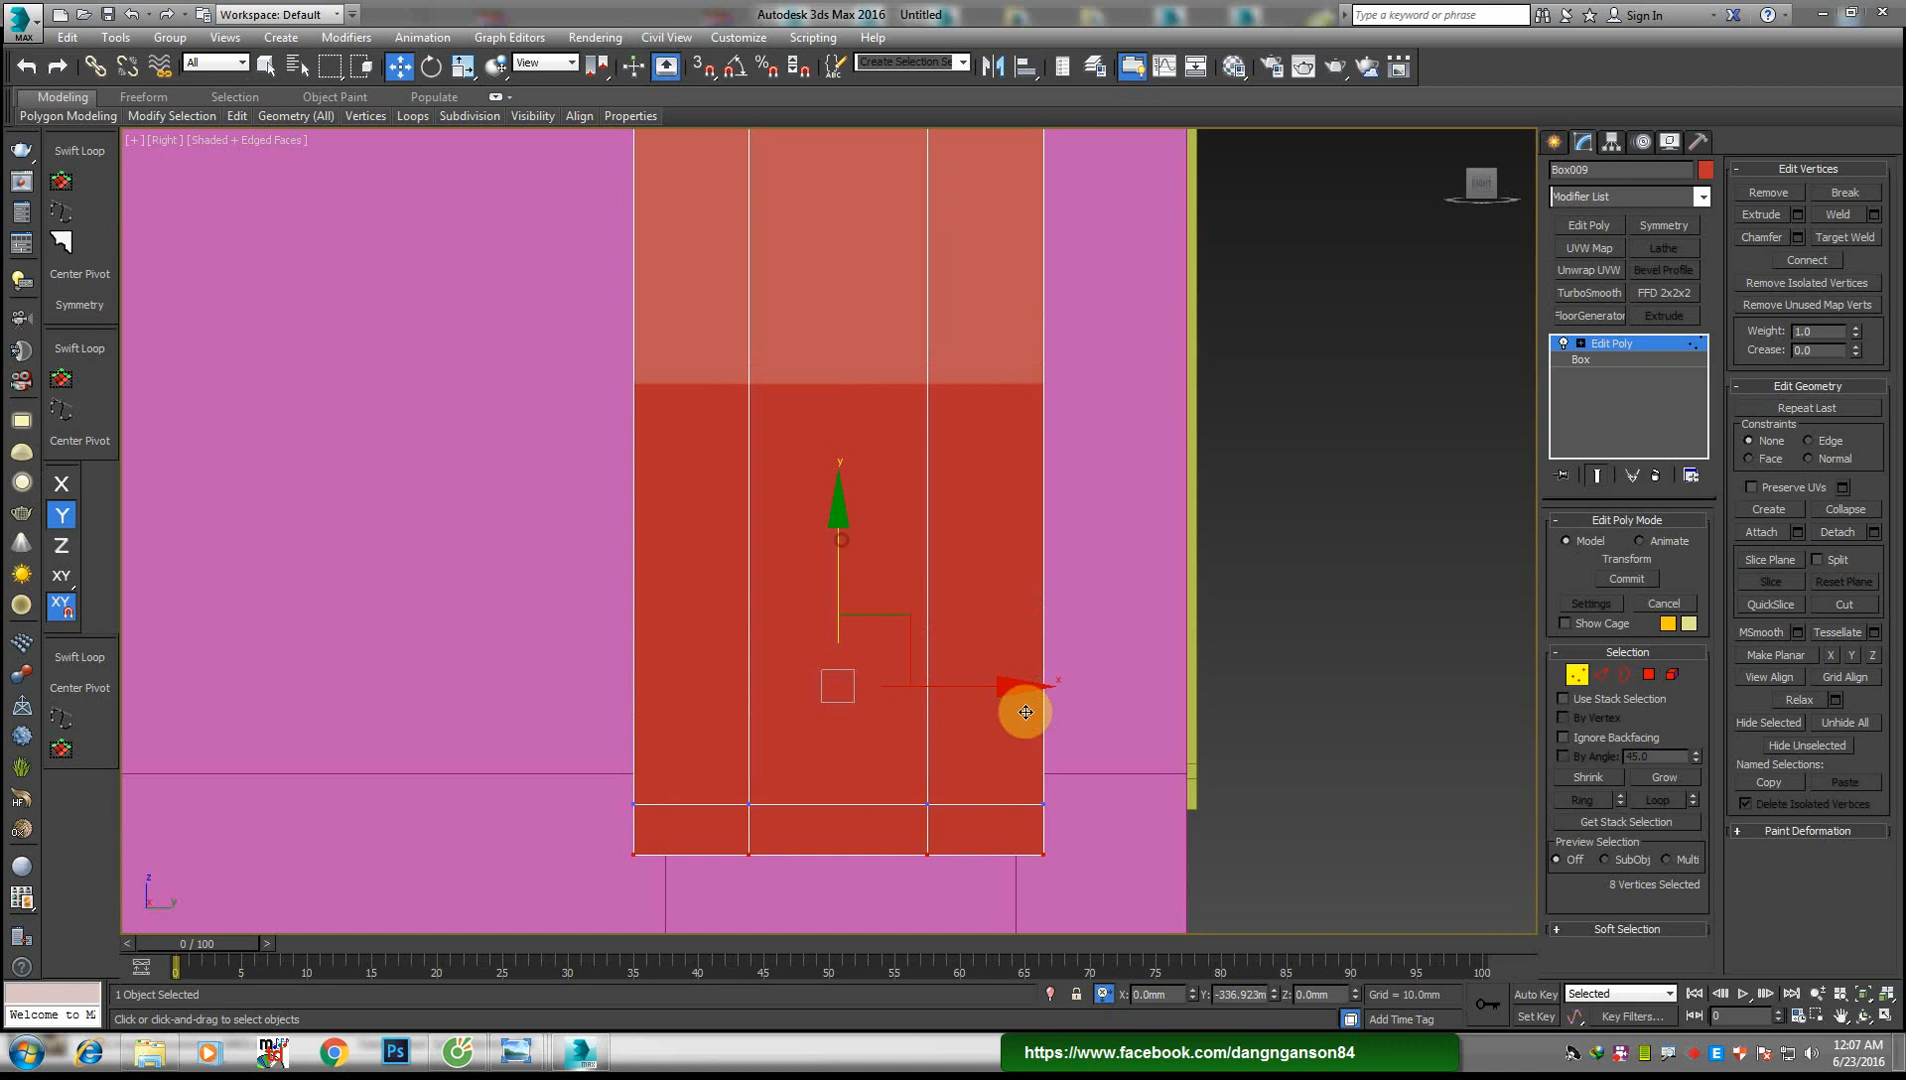 Workspace: Default
Autodesk 3ds Max 2016 Untitled
Type a keyword or phrase
Sign In
MAX
Edit Tools Group Views Create Modifiers Animation Graph Editors Rendering Civil View Customize Scripting Help
All
View
3
Create Selection Se
Modeling Freeform Selection Object Paint Populate
Polygon Modeling Modify Selection Edit Geometry (All) Vertices Loops Subdivision Visibility Align Properties
[+] [Right] [Shaded + Edged Faces]
Swift Loop
Center Pivot
Symmetry
Swift Loop
Center Pivot
X
Y
Z
XY
XY
Swift Loop
Center Pivot
HF
y
x
z
x
y
RIGHT
Box009
Modifier List
Edit Poly Symmetry
UVW Map Lathe
Unwrap UVW Bevel Profile
TurboSmooth FFD 2x2x2
FloorGenerator Extrude
Edit Poly
Box
Edit Poly Mode
Model Animate
Transform
Commit
Settings Cancel
Show Cage
Selection
Use Stack Selection
By Vertex
Ignore Backfacing
By Angle: 45.0
Shrink Grow
Ring Loop
Get Stack Selection
Preview Selection
Off SubObj Multi
8 Vertices Selected
Soft Selection
Edit Vertices
Remove Break
Extrude Weld
Chamfer Target Weld
Connect
Remove Isolated Vertices
Remove Unused Map Verts
Weight: 1.0
Crease: 0.0
Edit Geometry
Repeat Last
Constraints
None Edge
Face Normal
Preserve UVs
Create Collapse
Attach Detach
Slice Plane Split
Slice Reset Plane
QuickSlice Cut
MSmooth Tessellate
Make Planar X Y Z
View Align Grid Align
Relax
Hide Selected Unhide All
Hide Unselected
Named Selections:
Copy Paste
Delete Isolated Vertices
Paint Deformation
< 0 / 100 >
0 5 10 15 20 25 30 35 40 45 50 55 60 65 70 75 80 85 90 95 100
1 Object Selected
X: 0.0mm Y: -336.923m Z: 0.0mm Grid = 10.0mm
Auto Key Selected
Welcome to M
Click or click-and-drag to select objects
Add Time Tag
Set Key Key Filters... 0
Ps
MAX
https://www.facebook.com/dangnganson84
E
12:07 AM
6/23/2016